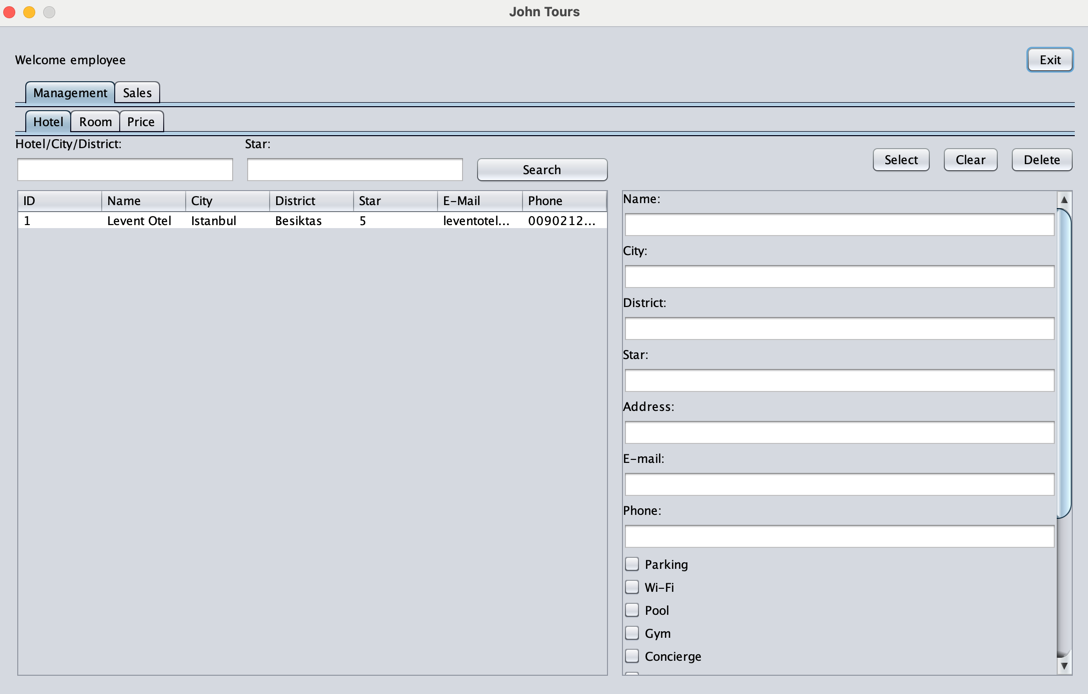 John Tours
Welcome employee
Exit
Management Sales
Hotel Room Price
Hotel/City/District: Star:
Search
Select Clear Delete
ID Name City District Star E-Mail Phone
1 Levent Otel Istanbul Besiktas 5 leventotel... 0090212...
Name:
City:
District:
Star:
Address:
E-mail:
Phone:
Parking
Wi-Fi
Pool
Gym
Concierge